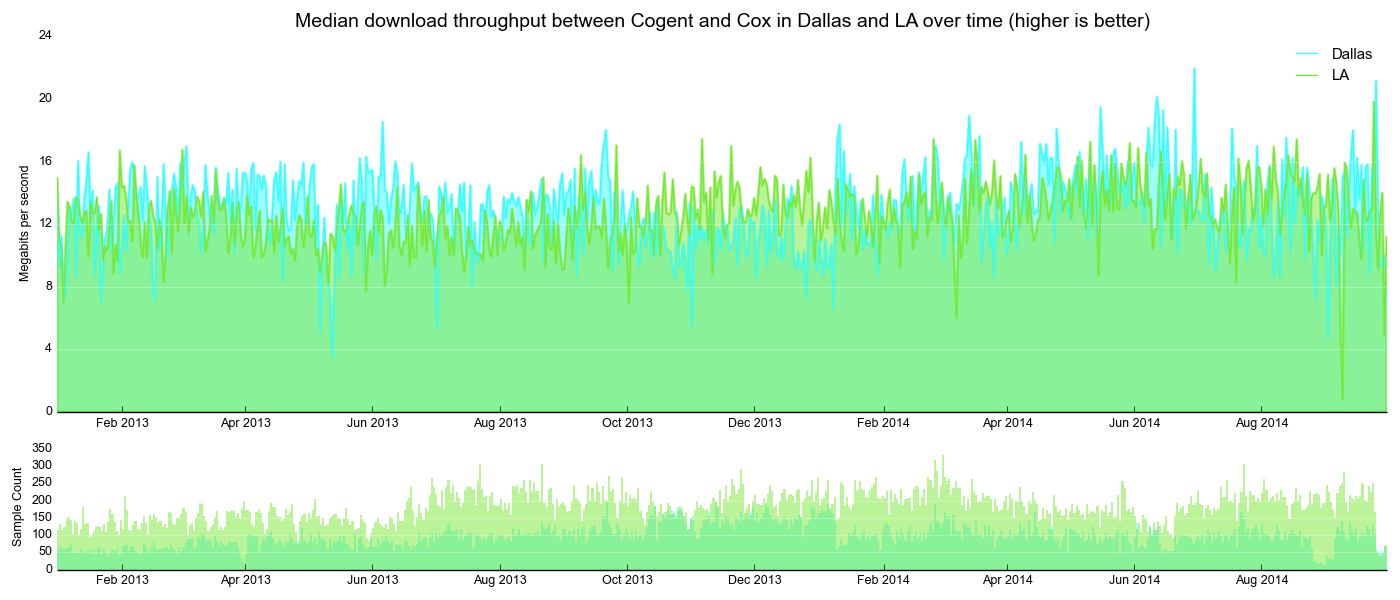 Median download throughput between Cogent and Cox in Dallas and LA over time (higher is better)
24
20
16
12
8
4
0
Megabits per second
Dallas
LA
Feb 2013 Apr 2013 Jun 2013 Aug 2013 Oct 2013 Dec 2013 Feb 2014 Apr 2014 Jun 2014 Aug 2014
350
300
250
200
150
100
50
0
Sample Count
Feb 2013 Apr 2013 Jun 2013 Aug 2013 Oct 2013 Dec 2013 Feb 2014 Apr 2014 Jun 2014 Aug 2014